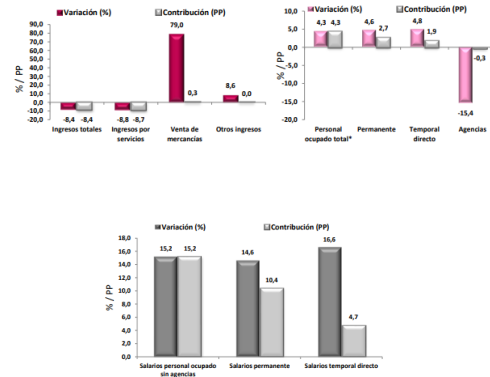 Variación (%) Contribución (PP)
90,0
80,0
70,0
60,0
50,0
40,0
30,0
20,0
10,0
0,0
-10,0
-20,0
% / PP
79,0
0,3
8,6
0,0
-8,4
-8,4
-8,8
-8,7
Ingresos totales
Ingresos por
servicios
Venta de
mercancías
Otros ingresos
Variación (%) Contribución (PP)
10,0
5,0
0,0
-5,0
-10,0
-15,0
-20,0
% / PP
4,3
4,3
4,6
2,7
4,8
1,9
-15,4
-0,3
Personal
ocupado total*
Permanente
Temporal
directo
Agencias
Variación (%) Contribución (PP)
18,0
16,0
14,0
12,0
10,0
8,0
6,0
4,0
2,0
0,0
% / PP
15,2
15,2
14,6
10,4
16,6
4,7
Salarios personal ocupado
sin agencias
Salarios permanente
Salarios temporal directo